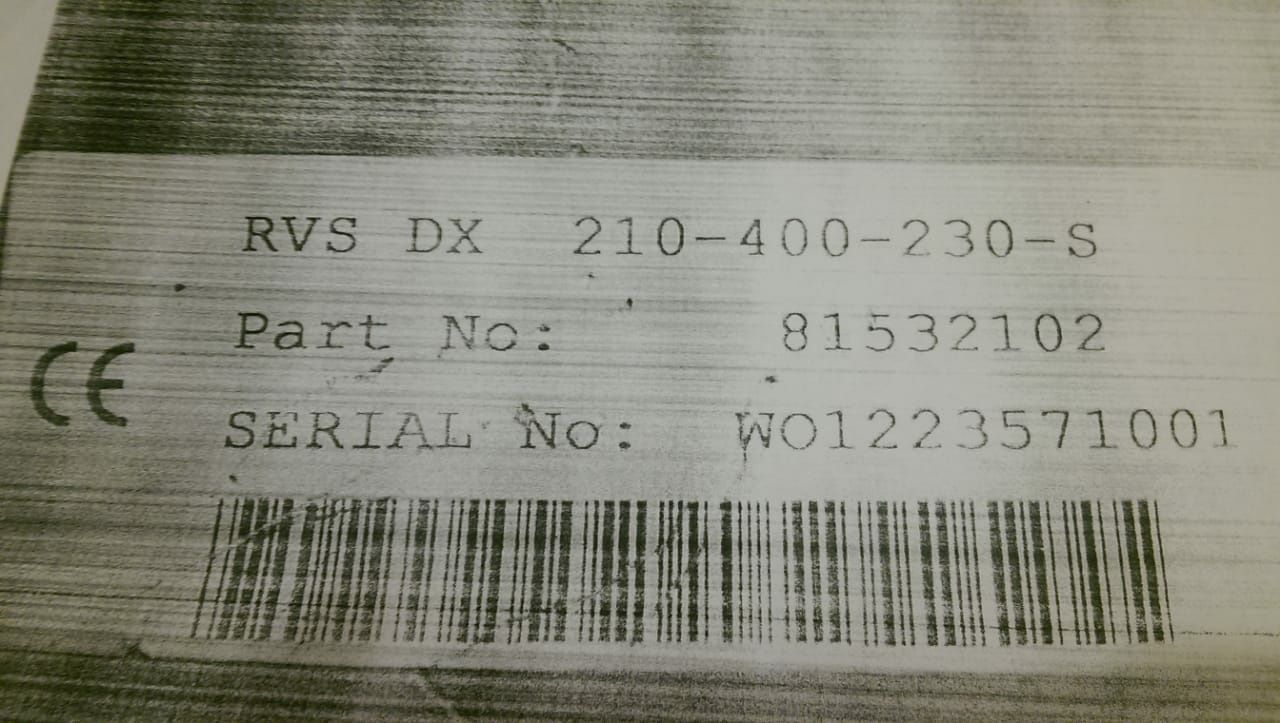 RVS DX 210-400-230-S
Part No: 81532102
CE
SERIAL No: WO1223571001